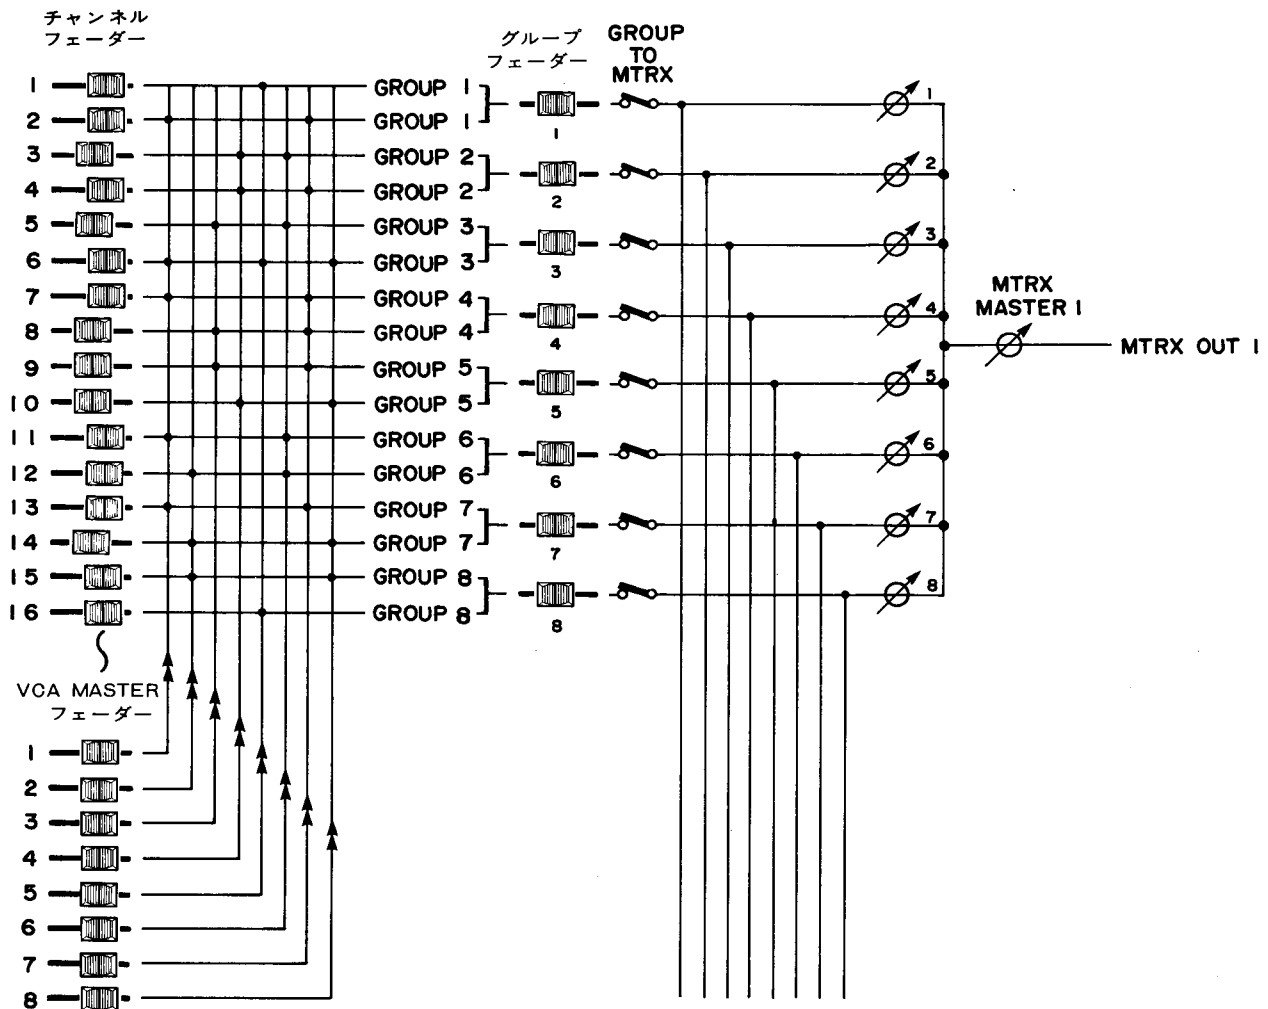 チャンネル
フェーダー
グループ
フェーダー
GROUP
TO
MTRX
1 GROUP 1
2 GROUP 1
3 GROUP 2
4 GROUP 2
5 GROUP 3
6 GROUP 3
7 GROUP 4
8 GROUP 4
9 GROUP 5
10 GROUP 5
11 GROUP 6
12 GROUP 6
13 GROUP 7
14 GROUP 7
15 GROUP 8
16 GROUP 8
1
2
3
4
5
6
7
8
1
2
3
4
5
6
7
8
MTRX
MASTER 1
MTRX OUT 1
VCA MASTER
フェーダー
1
2
3
4
5
6
7
8